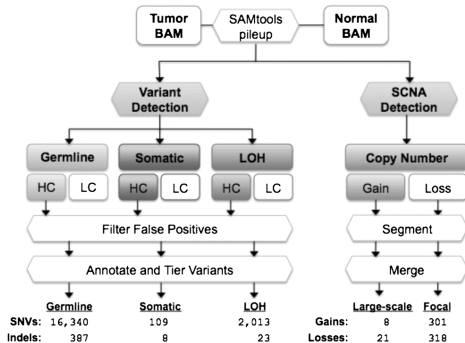 Tumor BAM
SAMtools pileup
Normal BAM
Variant Detection
SCNA Detection
Germline Somatic LOH Copy Number
HC LC HC LC HC LC Gain Loss
Filter False Positives Segment
Annotate and Tier Variants Merge
Germline Somatic LOH Large-scale Focal
SNVs: 16,340 109 2,013 Gains: 8 301
Indels: 387 8 23 Losses: 21 318